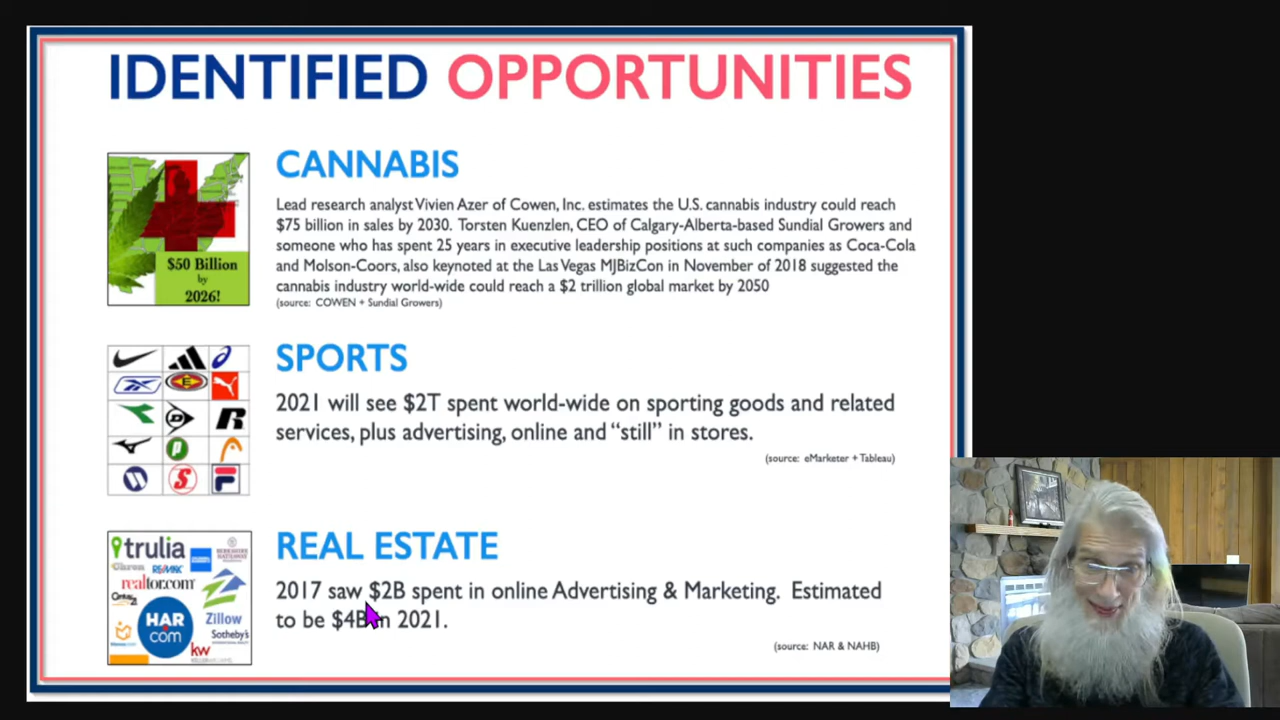 IDENTIFIED OPPORTUNITIES
CANNABIS
Lead research analyst Vivien Azer of Cowen, Inc. estimates the U.S. cannabis industry could reach
$75 billion in sales by 2030. Torsten Kuenzlen, CEO of Calgary-Alberta-based Sundial Growers and
someone who has spent 25 years in executive leadership positions at such companies as Coca-Cola
and Molson-Coors, also keynoted at the Las Vegas MJBizCon in November of 2018 suggested the
cannabis industry world-wide could reach a $2 trillion global market by 2050
(source: COWEN + Sundial Growers)
$50 Billion
by
2026!
SPORTS
2021 will see $2T spent world-wide on sporting goods and related
services, plus advertising, online and “still” in stores.
(source: eMarketer + Tableau)
REAL ESTATE
2017 saw $2B spent in online Advertising & Marketing. Estimated
to be $4B in 2021.
(source: NAR & NAHB)
trulia
RE/MAX
realtor.com
HAR
.com
Zillow
Sotheby's
kw